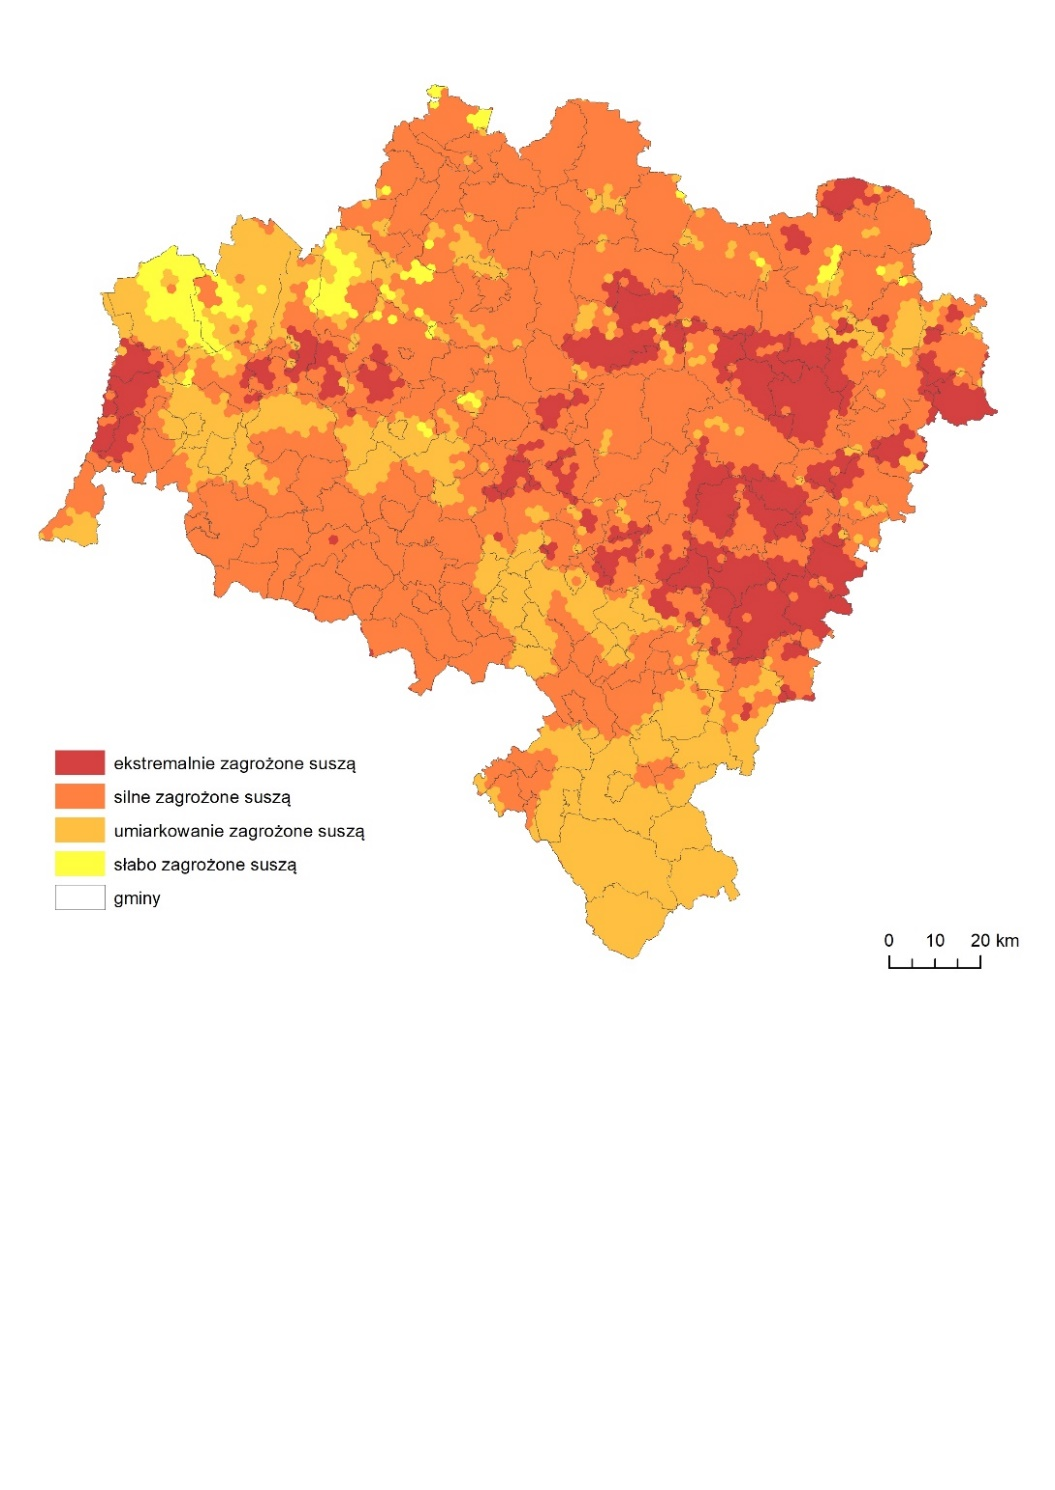 ekstremalnie zagrożone suszą
silne zagrożone suszą
umiarkowanie zagrożone suszą
słabo zagrożone suszą
gminy
0 10 20 km